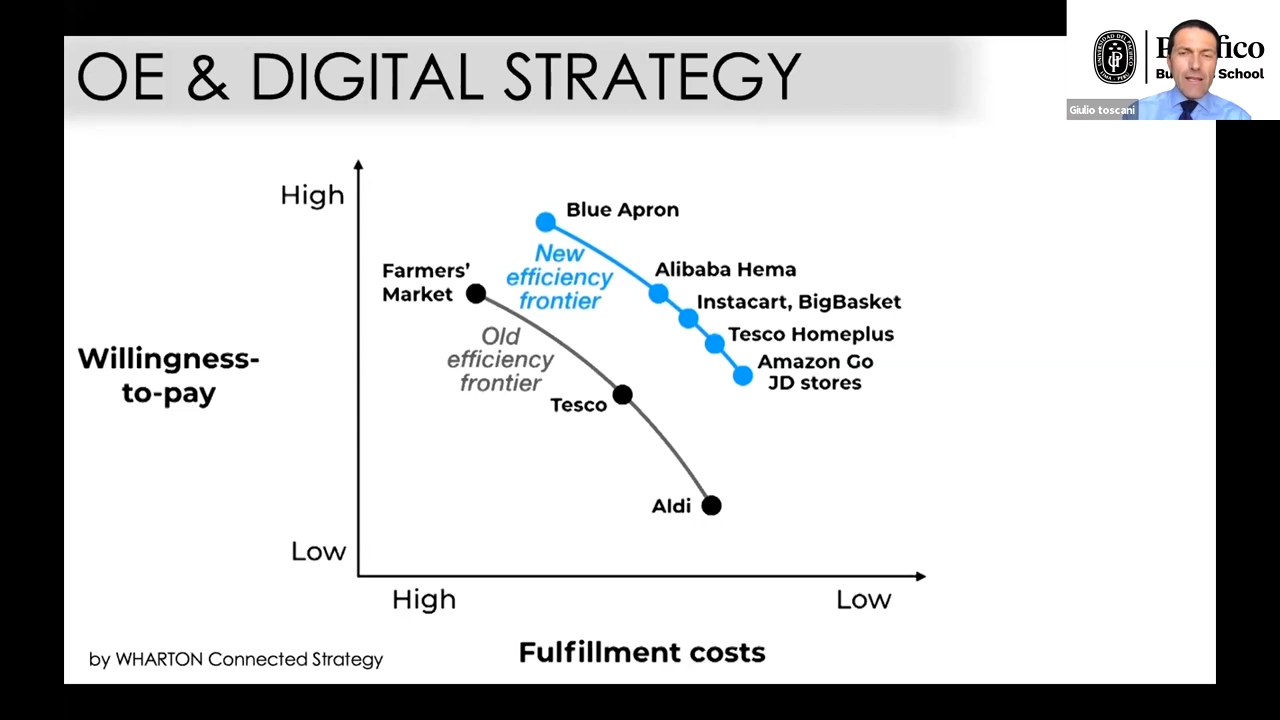 OE & DIGITAL STRATEGY
School
Giulio toscani
High
Blue Apron
New
efficiency
frontier
Farmers’
Market
Alibaba Hema
Instacart, BigBasket
Old
efficiency
frontier
Tesco Homeplus
Willingness-
to-pay
Amazon Go
JD stores
Tesco
Aldi
Low
High
Low
Fulfillment costs
by WHARTON Connected Strategy